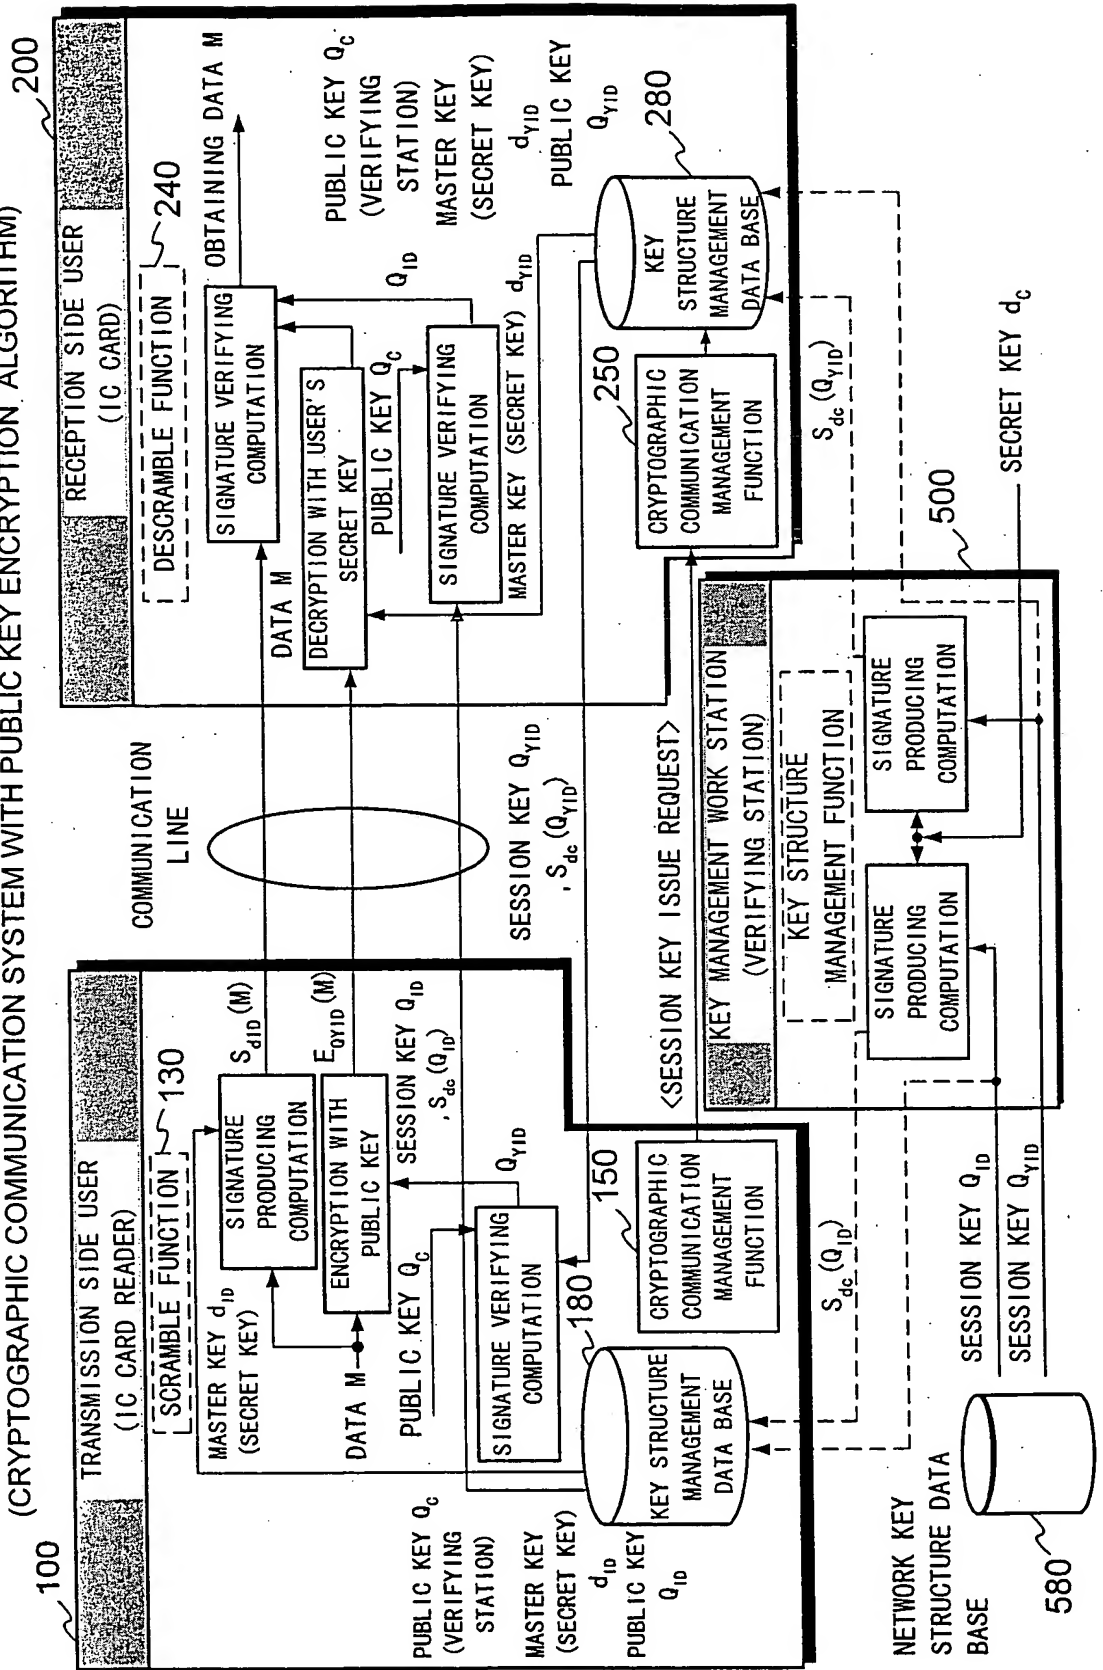 (CRYPTOGRAPHIC COMMUNICATION SYSTEM WITH PUBLIC KEY ENCRYPTION ALGORITHM)
100
TRANSMISSION SIDE USER
(IC CARD READER)
SCRAMBLE FUNCTION
130
MASTER KEY d_ID
(SECRET KEY)
SIGNATURE
PRODUCING
COMPUTATION
S_dID(M)
DATA M
ENCRYPTION WITH
PUBLIC KEY
E_QYID(M)
PUBLIC KEY Q_C
SESSION KEY Q_ID
, S_dc(Q_ID)
Q_YID
SIGNATURE VERIFYING
COMPUTATION
PUBLIC KEY Q_C
(VERIFYING
STATION)
MASTER KEY
(SECRET KEY)
d_ID
PUBLIC KEY
Q_ID
180
KEY STRUCTURE
MANAGEMENT
DATA BASE
150
CRYPTOGRAPHIC
COMMUNICATION
MANAGEMENT
FUNCTION
COMMUNICATION
LINE
SESSION KEY Q_YID
, S_dc(Q_YID)
<SESSION KEY ISSUE REQUEST>
200
RECEPTION SIDE USER
(IC CARD)
DESCRAMBLE FUNCTION
240
DATA M
SIGNATURE VERIFYING
COMPUTATION
OBTAINING DATA M
DECRYPTION WITH USER'S
SECRET KEY
PUBLIC KEY Q_C
Q_ID
SIGNATURE VERIFYING
COMPUTATION
MASTER KEY (SECRET KEY) d_YID
PUBLIC KEY Q_C
(VERIFYING
STATION)
MASTER KEY
(SECRET KEY)
d_YID
PUBLIC KEY
Q_YID
250
CRYPTOGRAPHIC
COMMUNICATION
MANAGEMENT
FUNCTION
280
KEY
STRUCTURE
MANAGEMENT
DATA BASE
KEY MANAGEMENT WORK STATION
(VERIFYING STATION)
500
KEY STRUCTURE
MANAGEMENT FUNCTION
SIGNATURE
PRODUCING
COMPUTATION
SIGNATURE
PRODUCING
COMPUTATION
S_dc(Q_ID)
S_dc(Q_YID)
SECRET KEY d_C
SESSION KEY Q_ID
SESSION KEY Q_YID
NETWORK KEY
STRUCTURE DATA
BASE
580